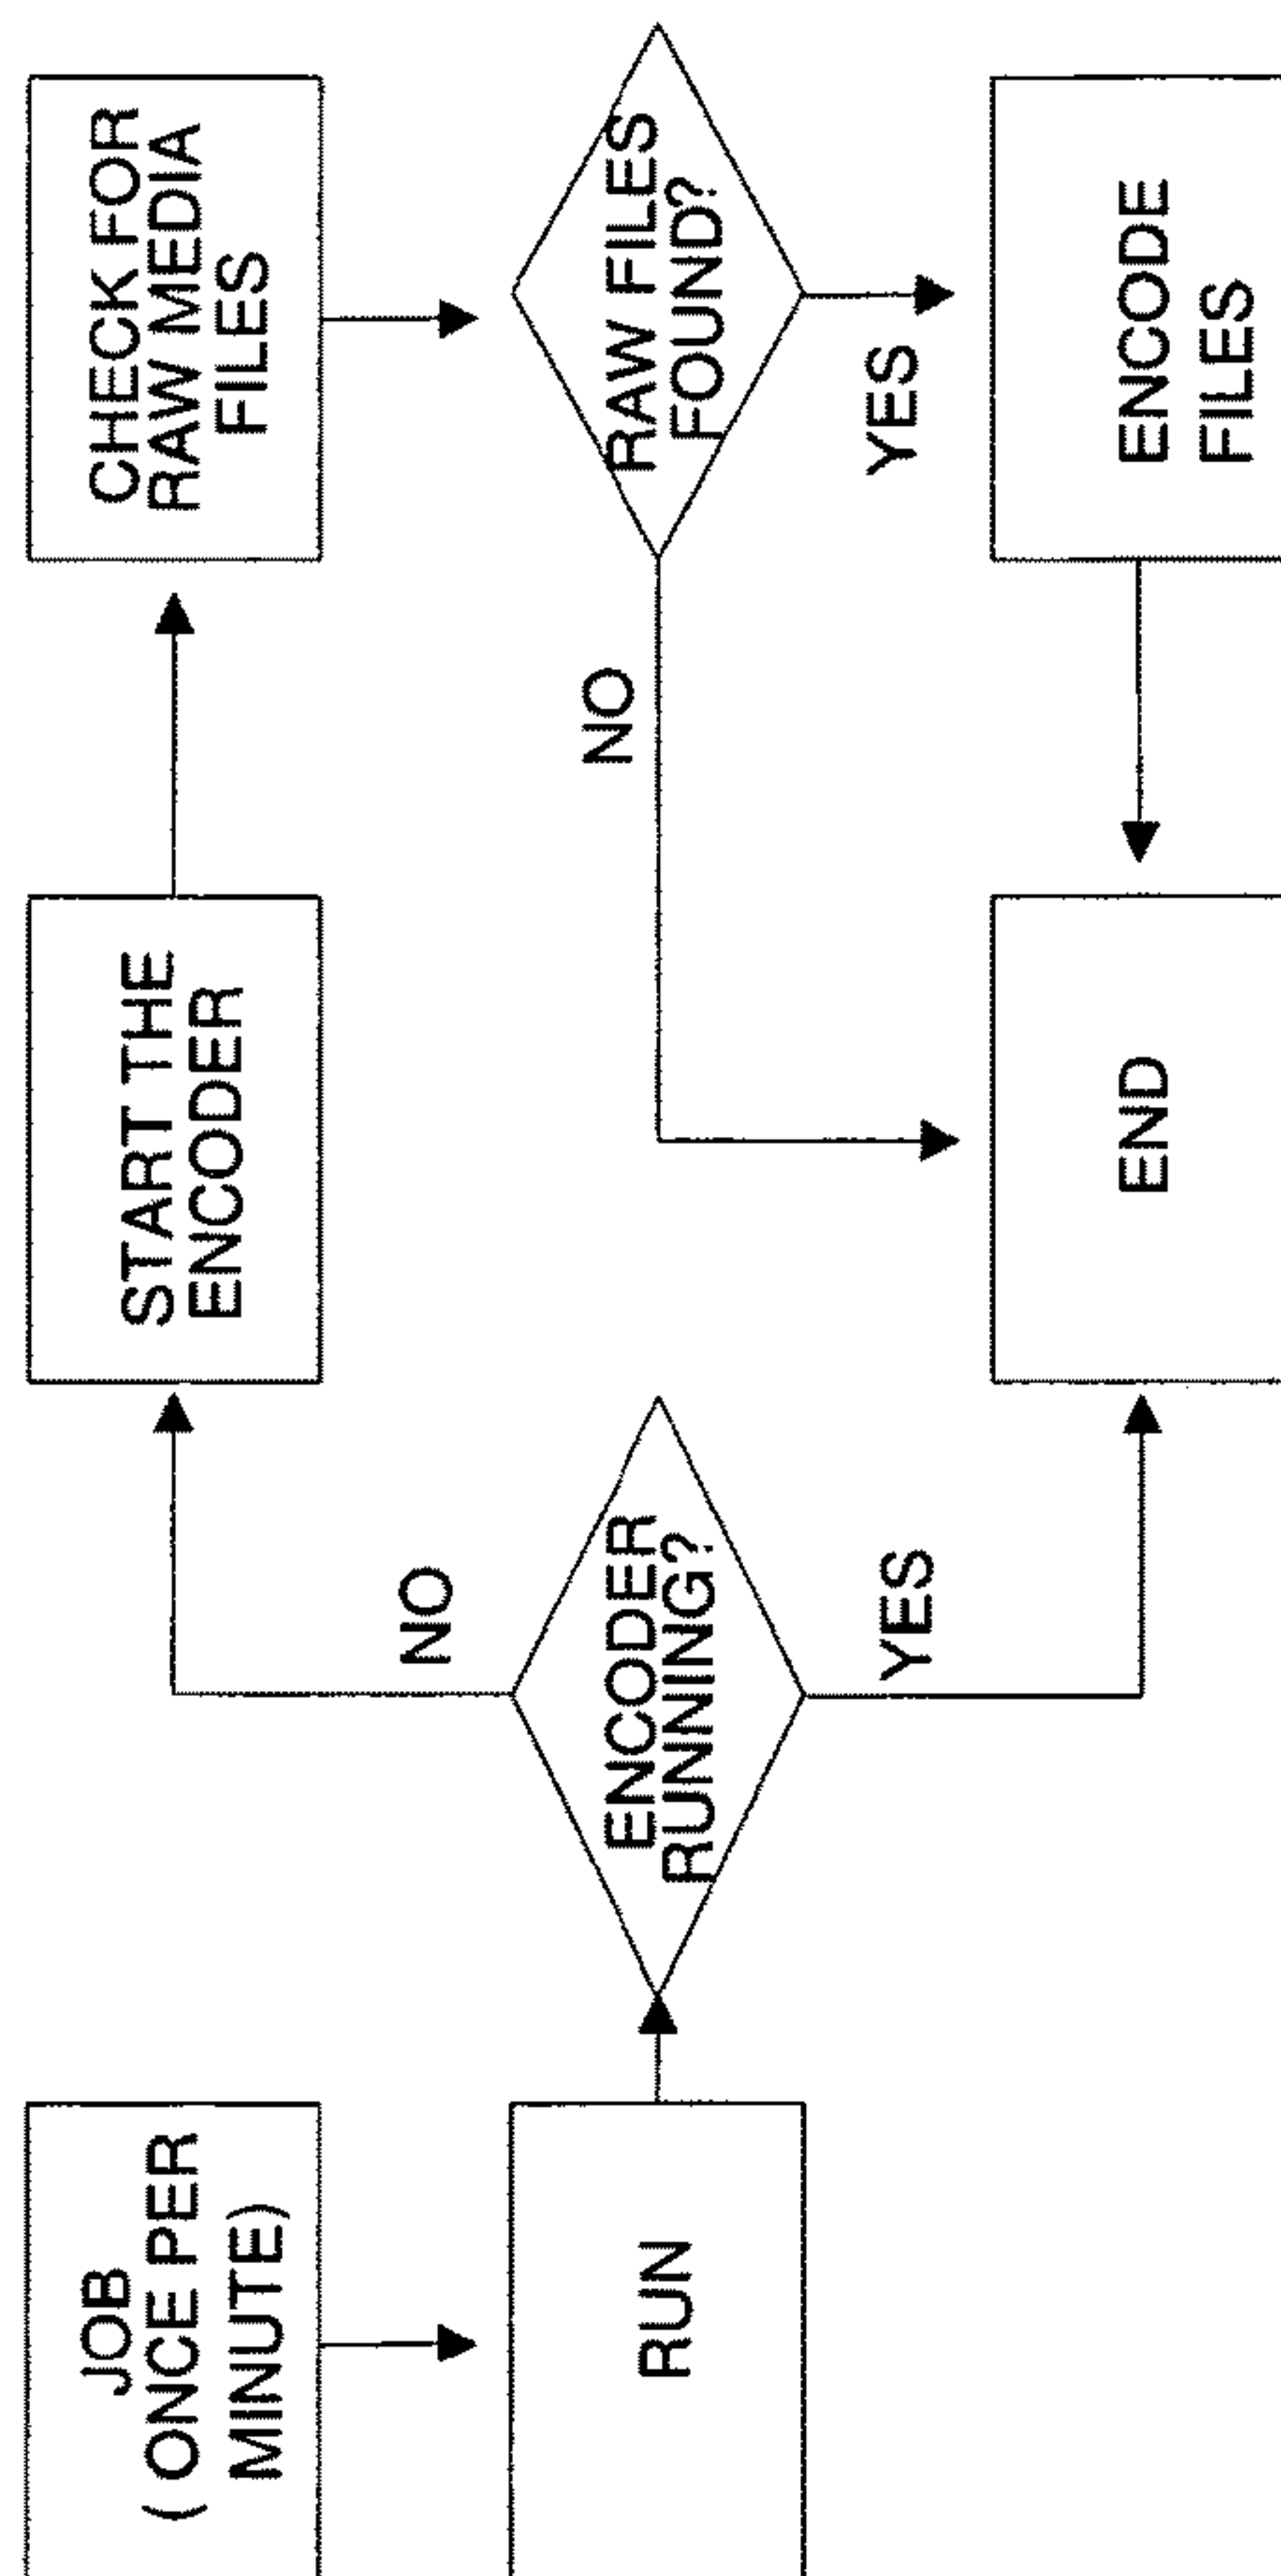 JOB
( ONCE PER
MINUTE)
RUN
ENCODER
RUNNING?
NO
YES
START THE
ENCODER
CHECK FOR
RAW MEDIA
FILES
RAW FILES
FOUND?
NO
YES
ENCODE
FILES
END